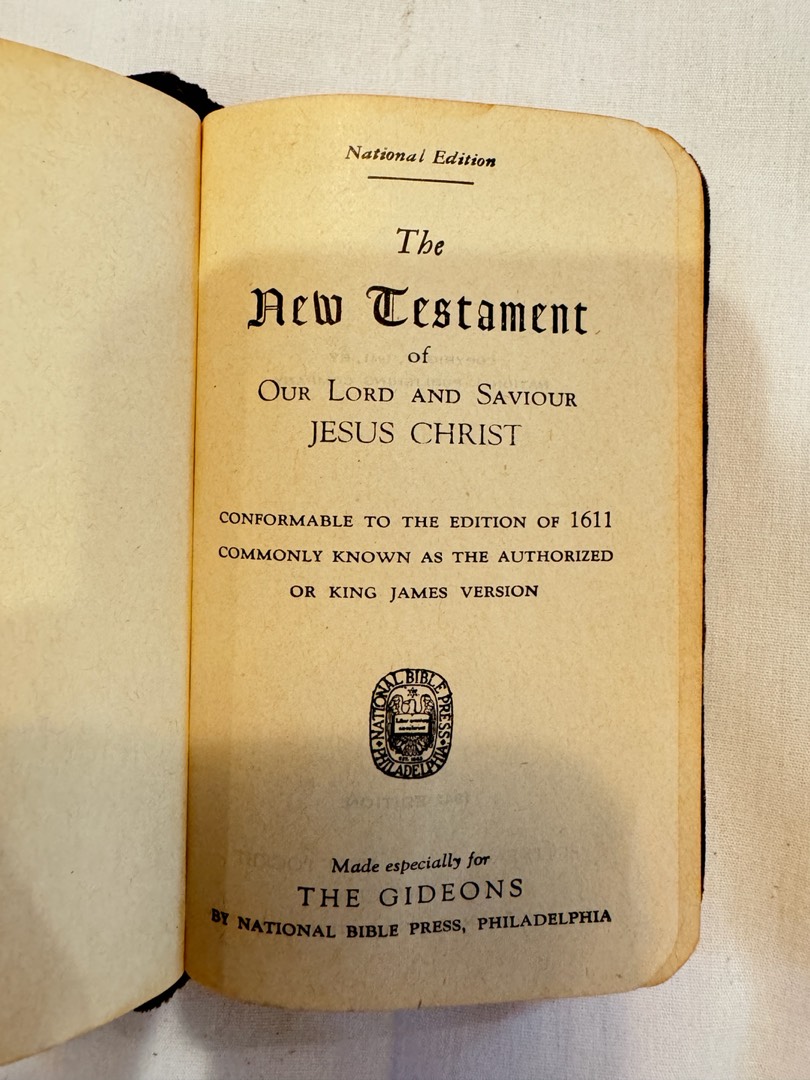 National Edition
The
New Testament
of
OUR LORD AND SAVIOUR
JESUS CHRIST
CONFORMABLE TO THE EDITION OF 1611
COMMONLY KNOWN AS THE AUTHORIZED
OR KING JAMES VERSION
NATIONAL BIBLE PRESS
PHILADELPHIA
Made especially for
THE GIDEONS
BY NATIONAL BIBLE PRESS, PHILADELPHIA